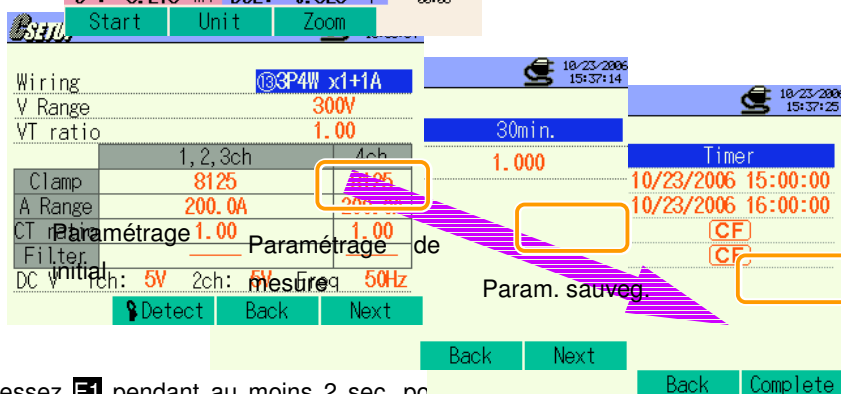 Start Unit Zoom
SETUP
Wiring ⑬3P4W x1+1A
V Range 300V
VT ratio 1.00
1,2,3ch 4ch
Clamp 8125 8125
A Range 200.0A
CT ratio 1.00 1.00
Filter
DC V 1ch: 5V 2ch: 5V Freq 50Hz
Detect Back Next
Paramétrage initial
Paramétrage de mesure
Param. sauveg.
10/23/2006
15:37:14
30min.
1.000
Back Next
10/23/2006
15:37:25
Timer
10/23/2006 15:00:00
10/23/2006 16:00:00
CF
CF
Back Complete
essez F1 pendant au moins 2 sec. po